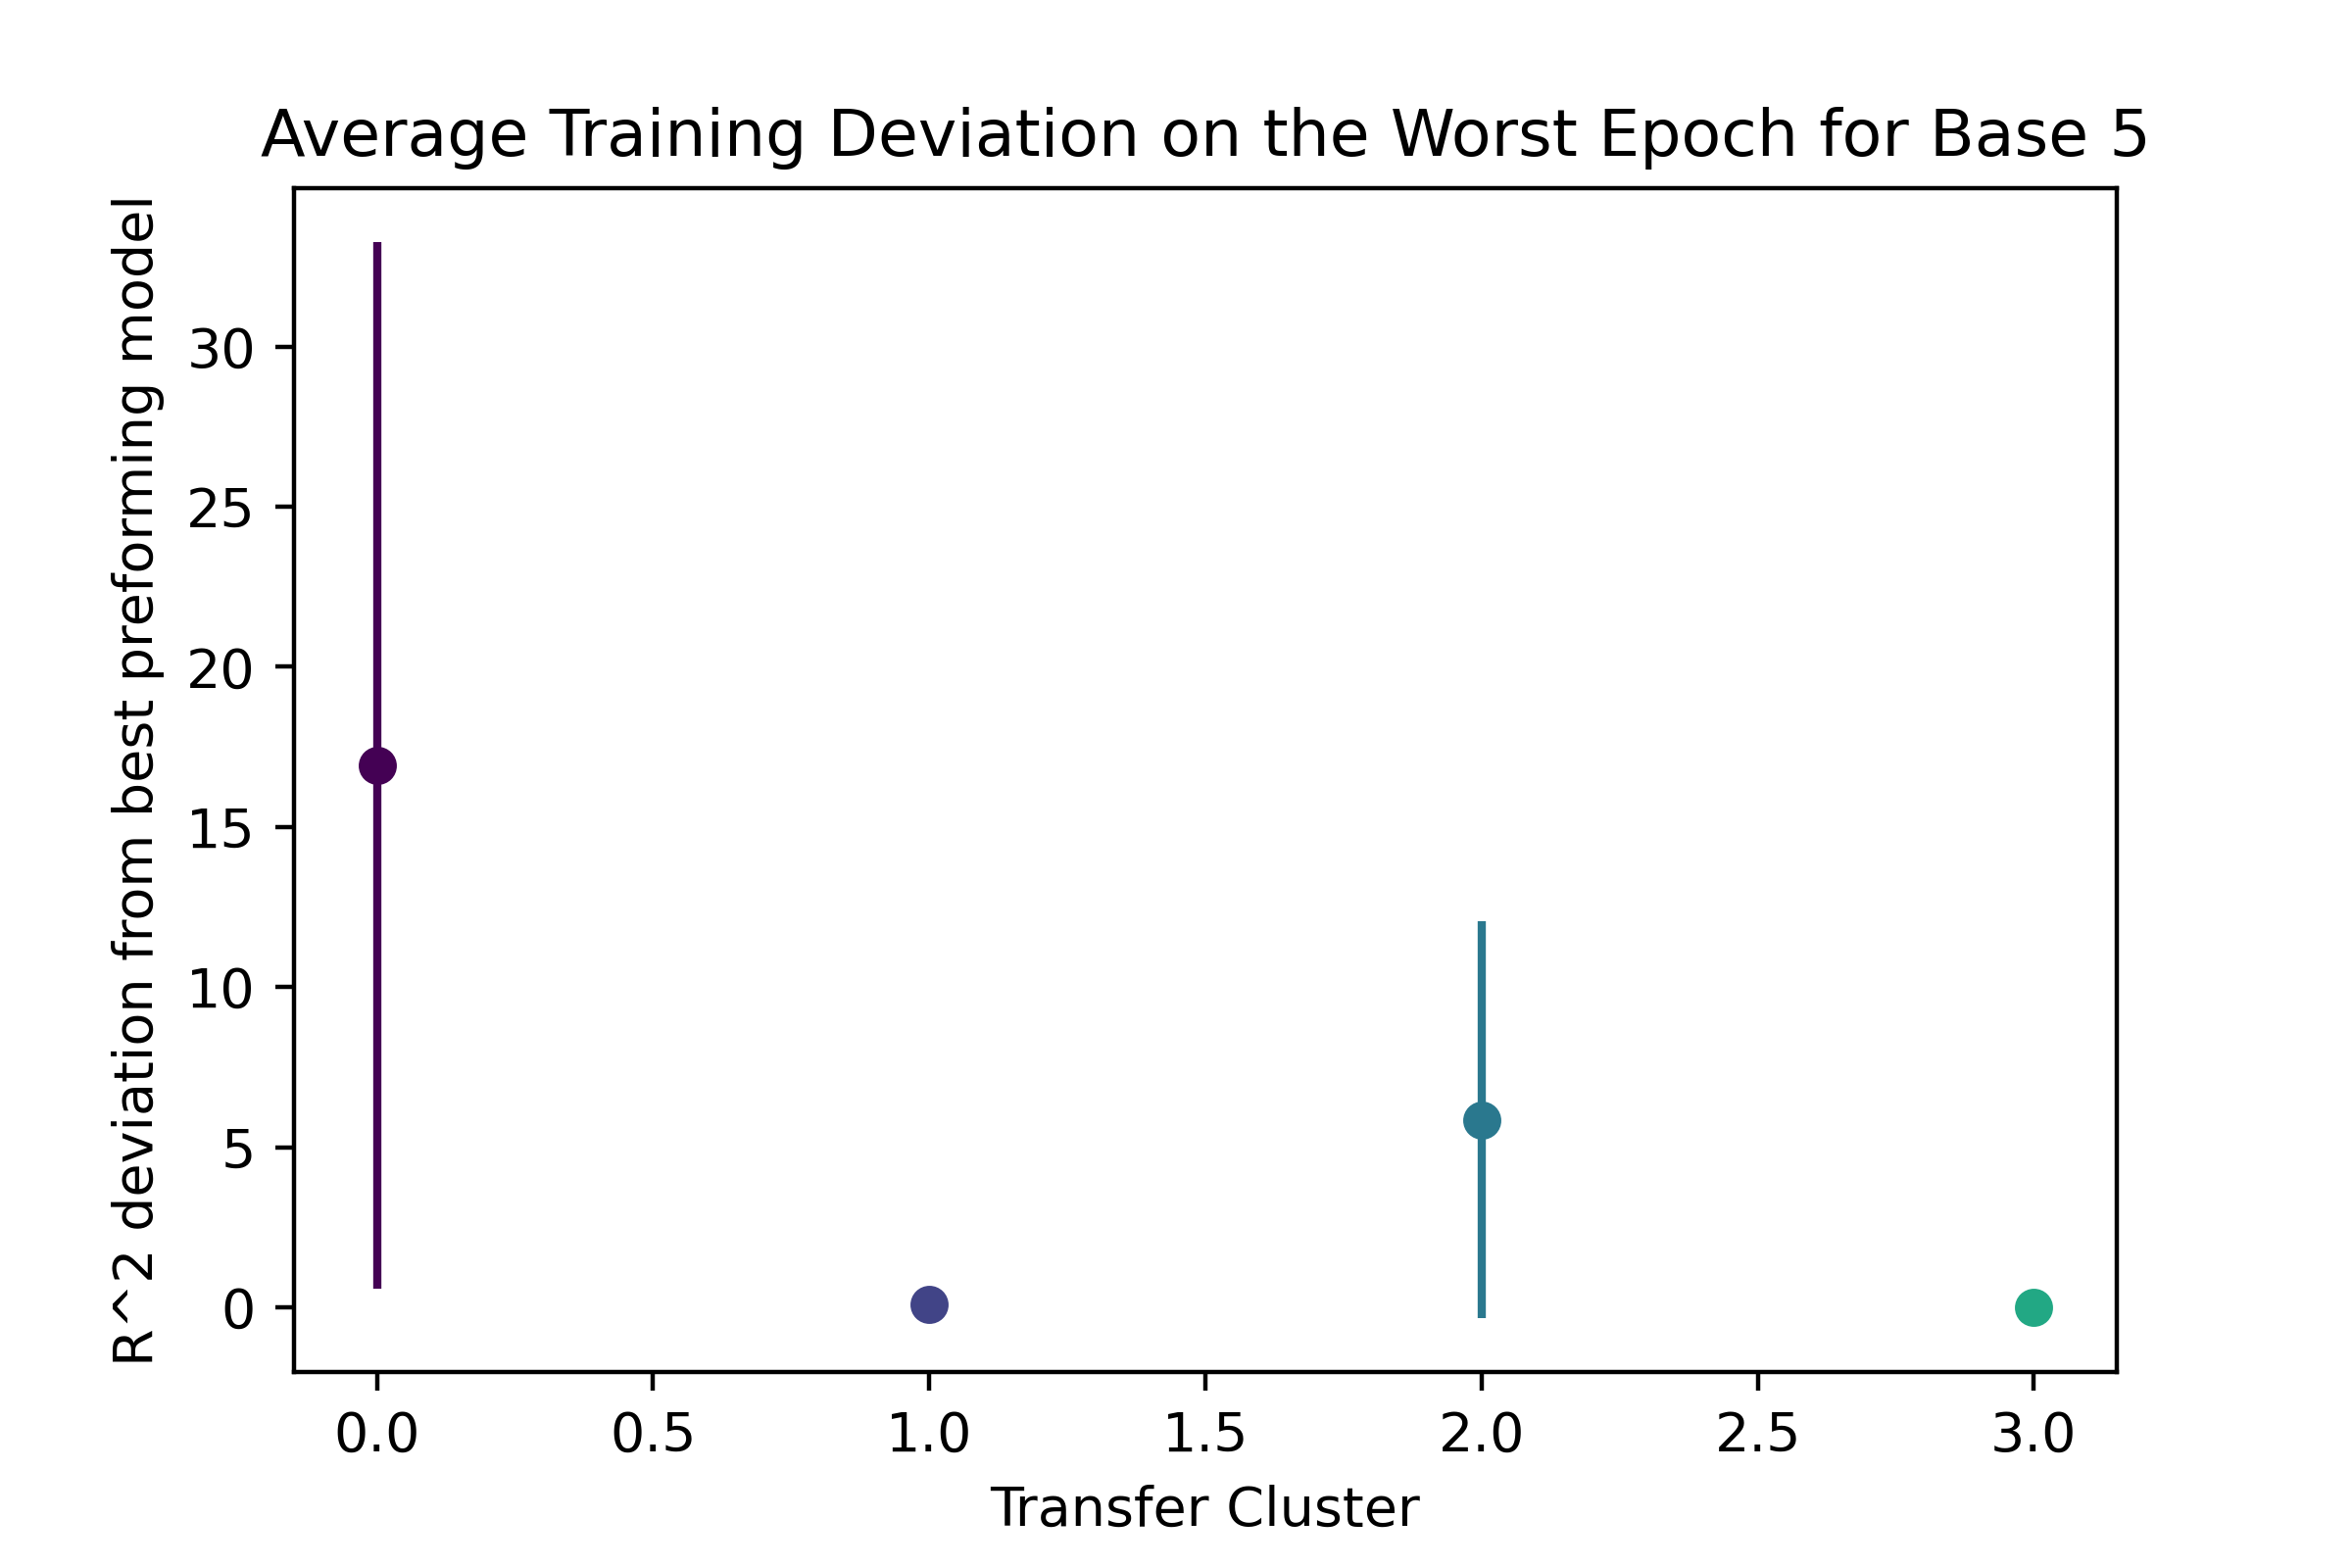 Average Training Deviation on the Worst Epoch for Base 5
R^2 deviation from best preforming model
30
25
20
15
10
5
0
0.0 0.5 1.0 1.5 2.0 2.5 3.0
Transfer Cluster